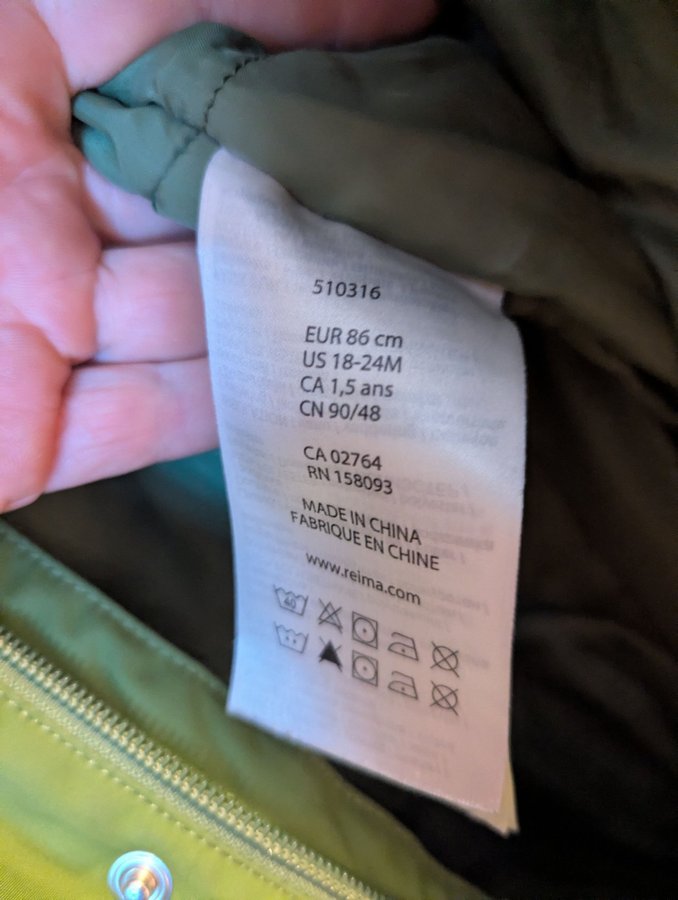 510316
EUR 86 cm
US 18-24M
CA 1,5 ans
CN 90/48
CA 02764
RN 158093
MADE IN CHINA
FABRIQUE EN CHINE
www.reima.com
40